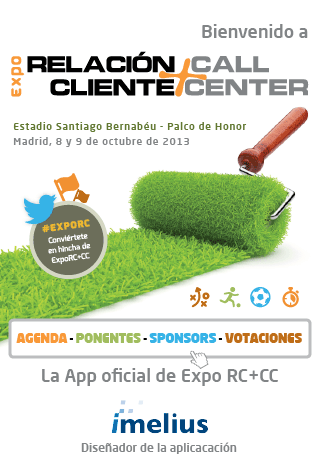 Bienvenido a
expo RELACIÓN CALL
CLIENTE+CENTER
Estadio Santiago Bernabéu - Palco de Honor
Madrid, 8 y 9 de octubre de 2013
#EXPORC
Conviértete
en hincha de
ExpoRC+CC
AGENDA - PONENTES - SPONSORS - VOTACIONES
La App oficial de Expo RC+CC
imelius
Diseñador de la aplicacación